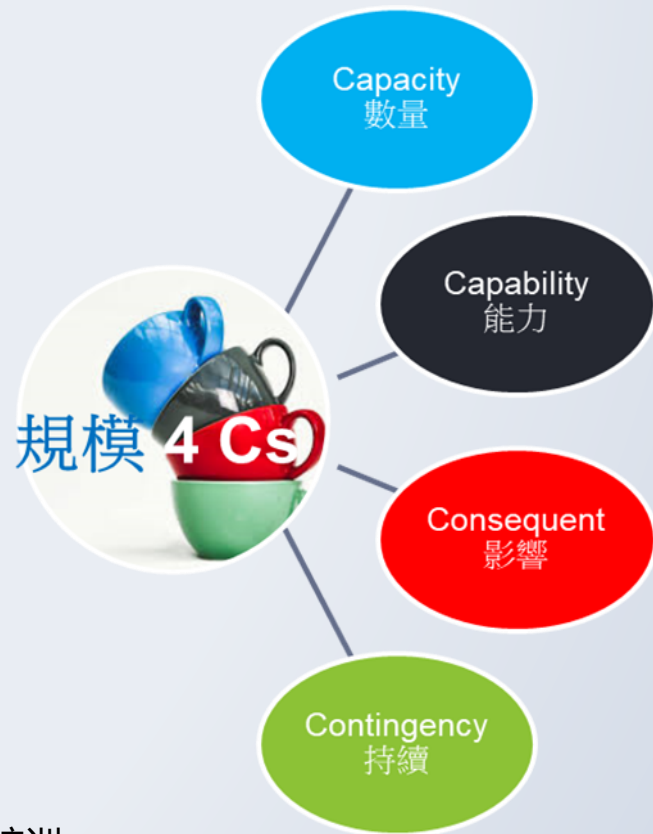 Capacity
數量
Capability
能力
規模 4 Cs
Consequent
影響
Contingency
持續